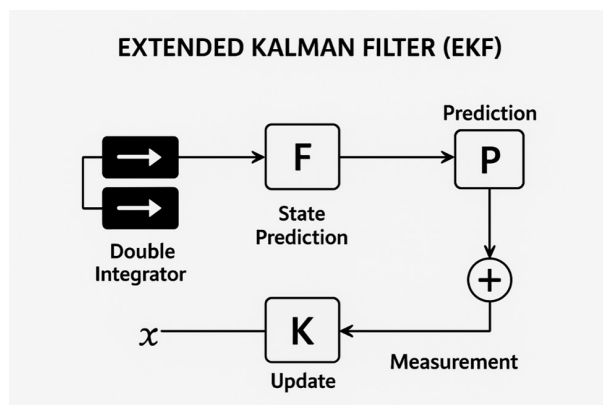 EXTENDED KALMAN FILTER (EKF)
Prediction
F
P
State
Prediction
Double
Integrator
+
x
K
Measurement
Update